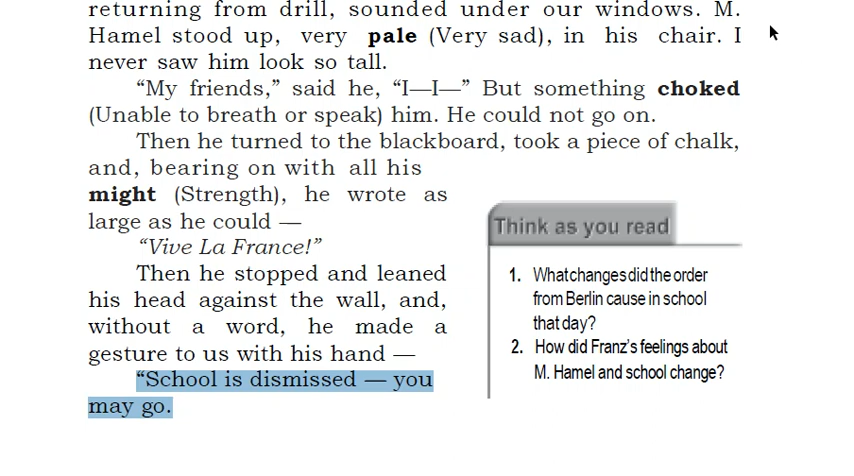 returning from drill, sounded under our windows. M.
Hamel stood up, very pale (Very sad), in his chair. I
never saw him look so tall.
“My friends,” said he, “I—I—” But something choked
(Unable to breath or speak) him. He could not go on.
Then he turned to the blackboard, took a piece of chalk,
and, bearing on with all his
might (Strength), he wrote as
large as he could —
“Vive La France!”
Then he stopped and leaned
his head against the wall, and,
without a word, he made a
gesture to us with his hand —
“School is dismissed — you
may go.
Think as you read
1. What changes did the order
from Berlin cause in school
that day?
2. How did Franz’s feelings about
M. Hamel and school change?